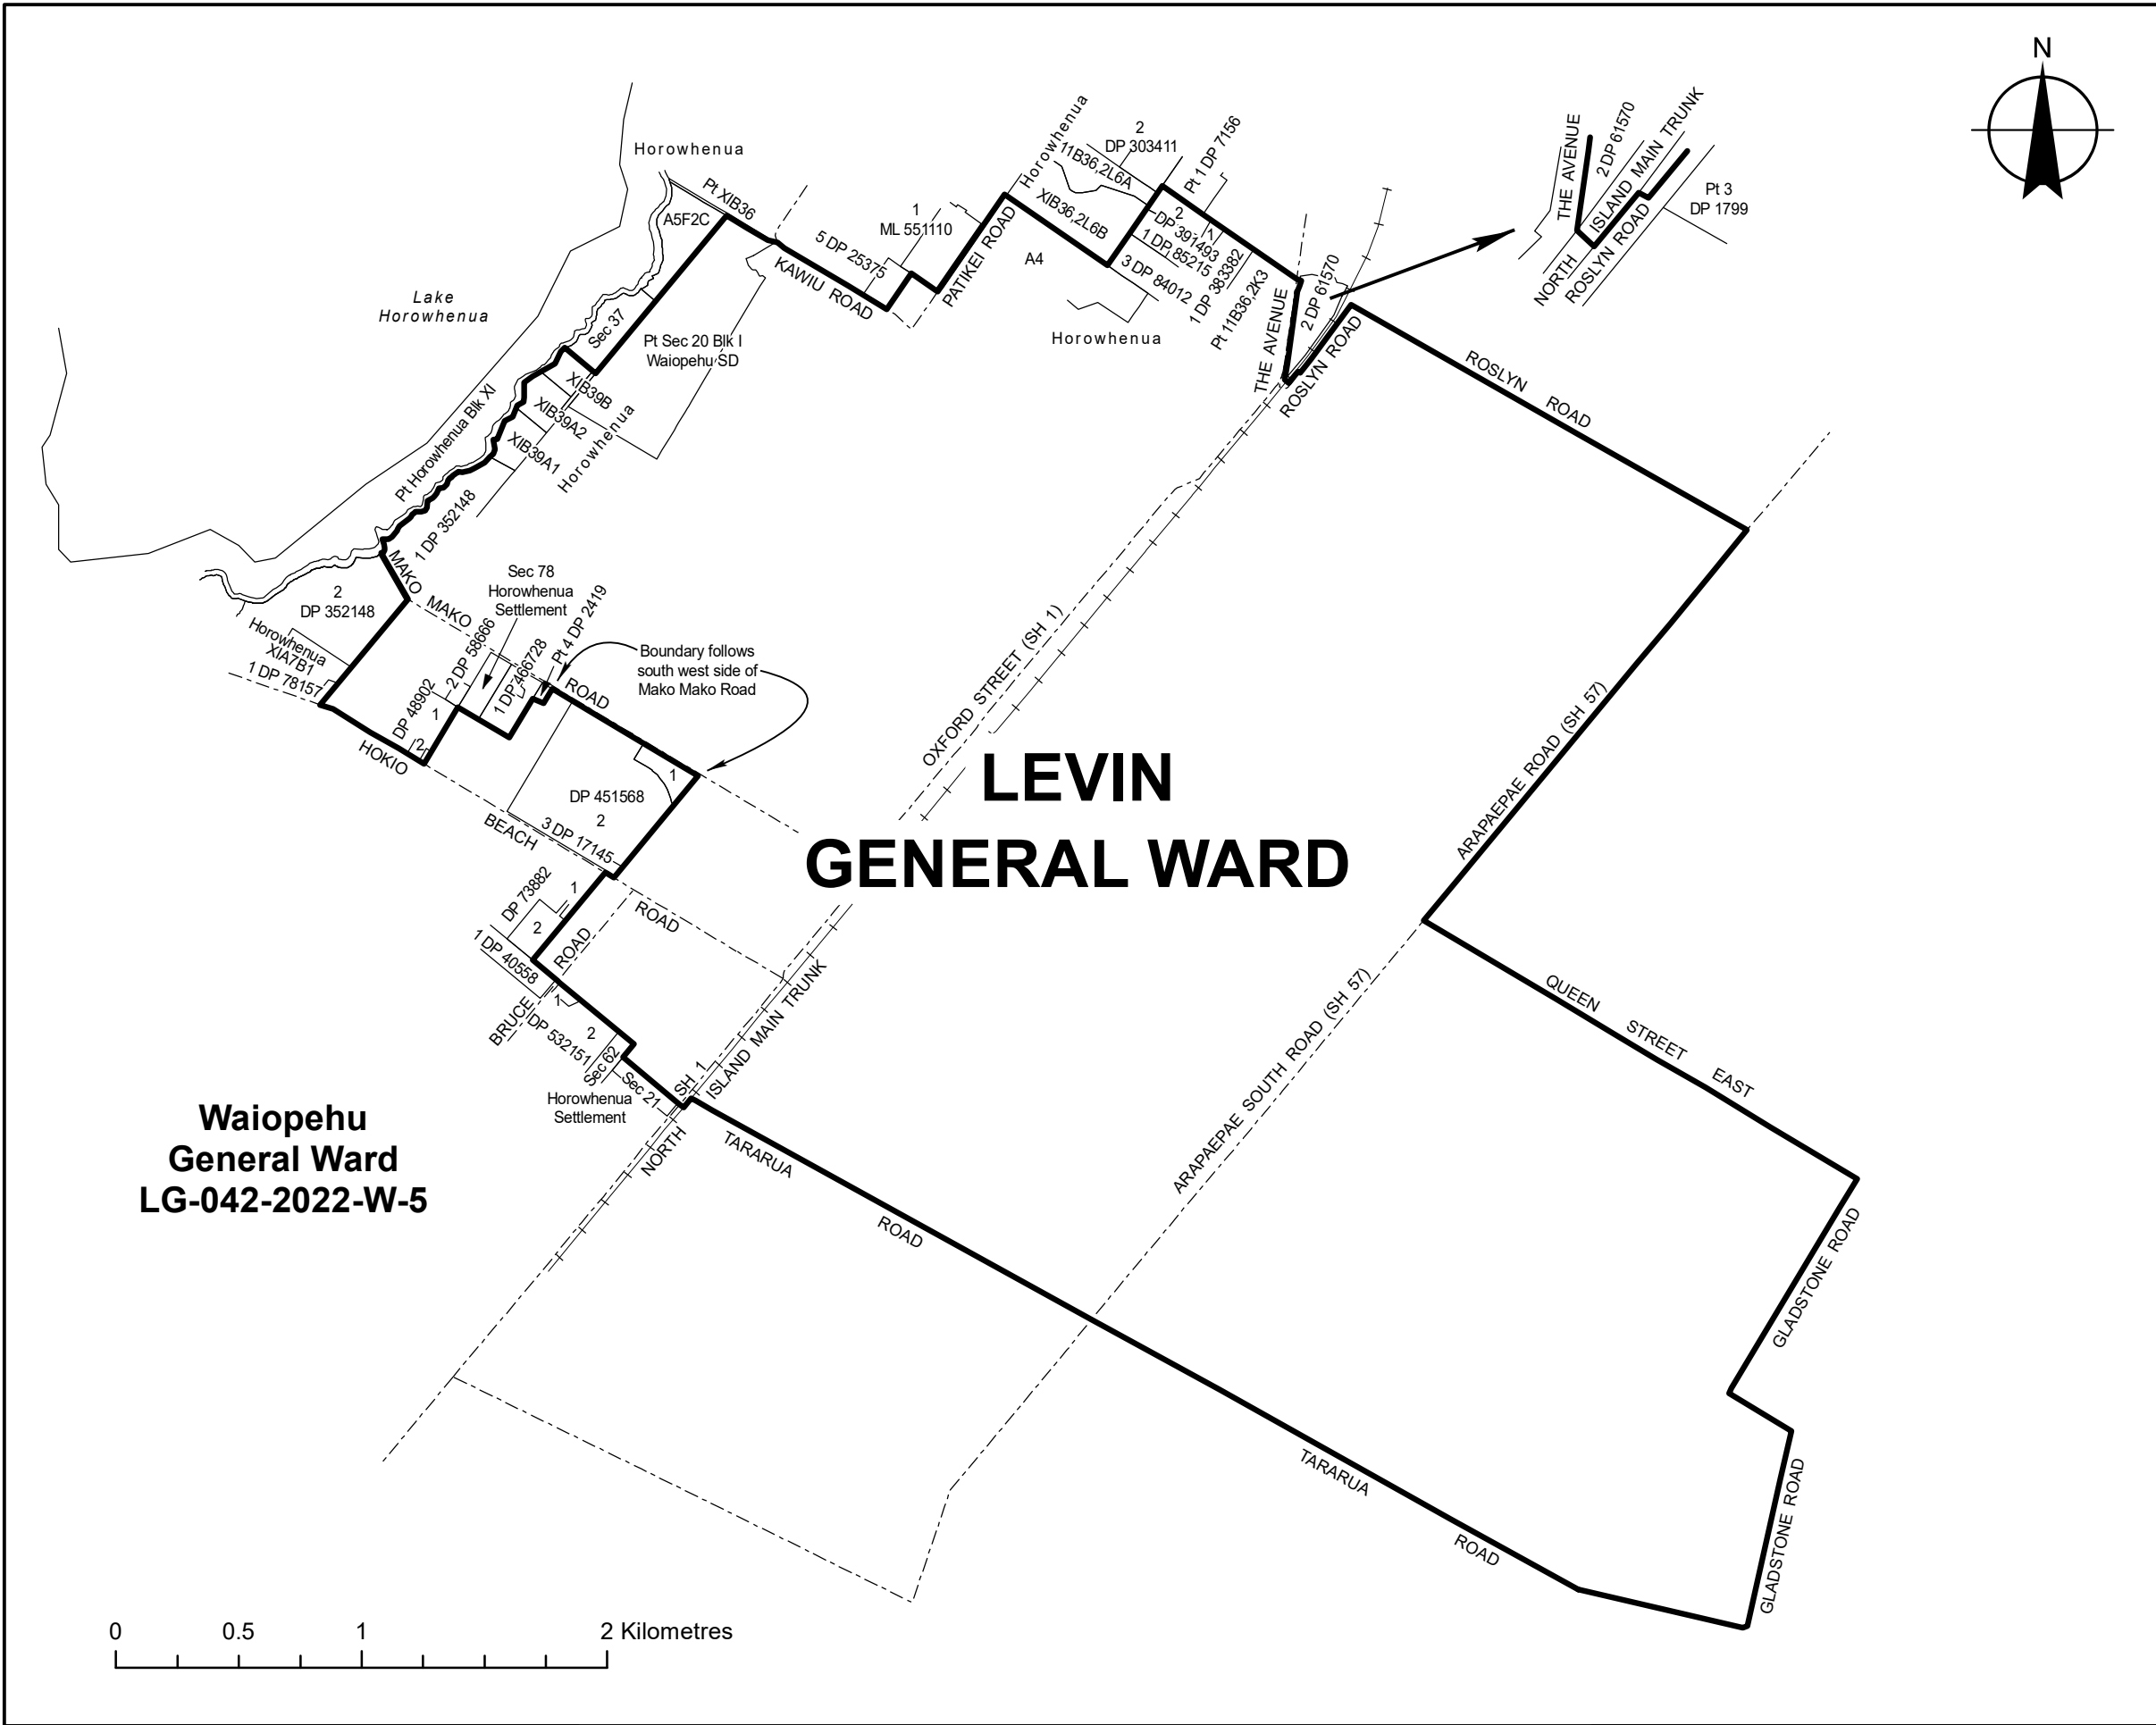 N
Horowhenua
Pt XIB36
A5F2C
Lake
Horowhenua
1
ML 551110
5 DP 25375
KAWIU ROAD
PATIKEI ROAD
Horowhenua
2
DP 303411
11B36,2L6A
XIB36,2L6B
A4
Pt 1 DP 7156
2
DP 391493
1
1 DP 85215
3 DP 84012
1 DP 383382
Pt 11B36,2K3
Horowhenua
THE AVENUE
2 DP 61570
ROSLYN ROAD
THE AVENUE
2 DP 61570
NORTH ISLAND MAIN TRUNK
ROSLYN ROAD
Pt 3
DP 1799
ROSLYN ROAD
Sec 37
Pt Sec 20 Blk I
Waiopehu SD
XIB39B
XIB39A2
XIB39A1
Horowhenua
Pt Horowhenua Blk XI
1 DP 352148
MAKO MAKO ROAD
2
DP 352148
Horowhenua
XIA7B1
1 DP 78157
Sec 78
Horowhenua
Settlement
2 DP 58666
1 DP 466728
Pt 4 DP 2419
DP 48902
1
2
Boundary follows
south west side of
Mako Mako Road
HOKIO BEACH ROAD
1
DP 451568
2
3 DP 17145
OXFORD STREET (SH 1)
ARAPAEPAE ROAD (SH 57)
LEVIN
GENERAL WARD
DP 73882
1
2
1 DP 40558
BRUCE ROAD
1
DP 532151
2
Sec 62
Sec 21
Horowhenua
Settlement
SH 1
NORTH ISLAND MAIN TRUNK
ARAPAEPAE SOUTH ROAD (SH 57)
QUEEN STREET EAST
GLADSTONE ROAD
GLADSTONE ROAD
TARARUA ROAD
TARARUA ROAD
Waiopehu
General Ward
LG-042-2022-W-5
0 0.5 1 2 Kilometres